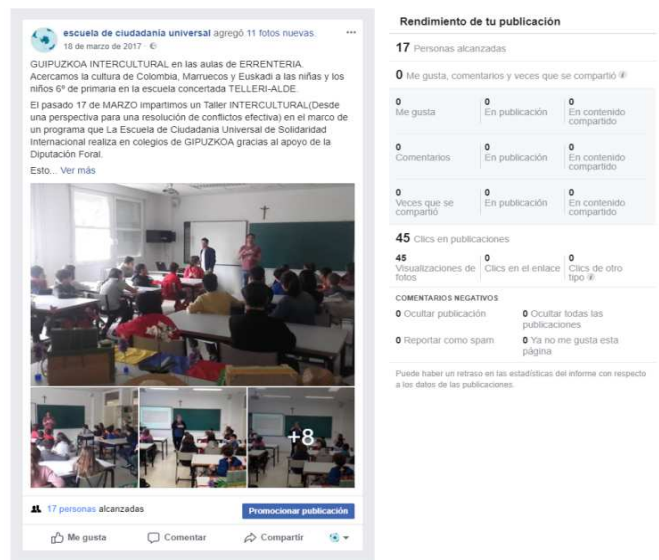 escuela de ciudadanía universal agregó 11 fotos nuevas.
18 de marzo de 2017
GUIPUZKOA INTERCULTURAL en las aulas de ERRENTERIA.
Acercamos la cultura de Colombia, Marruecos y Euskadi a las niñas y los
niños 6º de primaria en la escuela concertada TELLERI-ALDE.
El pasado 17 de MARZO impartimos un Taller INTERCULTURAL(Desde
una perspectiva para una resolución de conflictos efectiva) en el marco de
un programa que La Escuela de Ciudadania Universal de Solidaridad
Internacional realiza en colegios de GIPUZKOA gracias al apoyo de la
Diputación Foral.
Esto... Ver más
+8
17 personas alcanzadas
Promocionar publicación
Me gusta Comentar Compartir
Rendimiento de tu publicación
17 Personas alcanzadas
0 Me gusta, comentarios y veces que se compartió
0 0 0
Me gusta En publicación En contenido
compartido
0 0 0
Comentarios En publicación En contenido
compartido
0 0 0
Veces que se En publicación En contenido
compartió compartido
45 Clics en publicaciones
45 0 0
Visualizaciones de Clics en el enlace Clics de otro
fotos tipo
COMENTARIOS NEGATIVOS
0 Ocultar publicación 0 Ocultar todas las
publicaciones
0 Reportar como spam 0 Ya no me gusta esta
página
Puede haber un retraso en las estadísticas del informe con respecto
a los datos de las publicaciones.